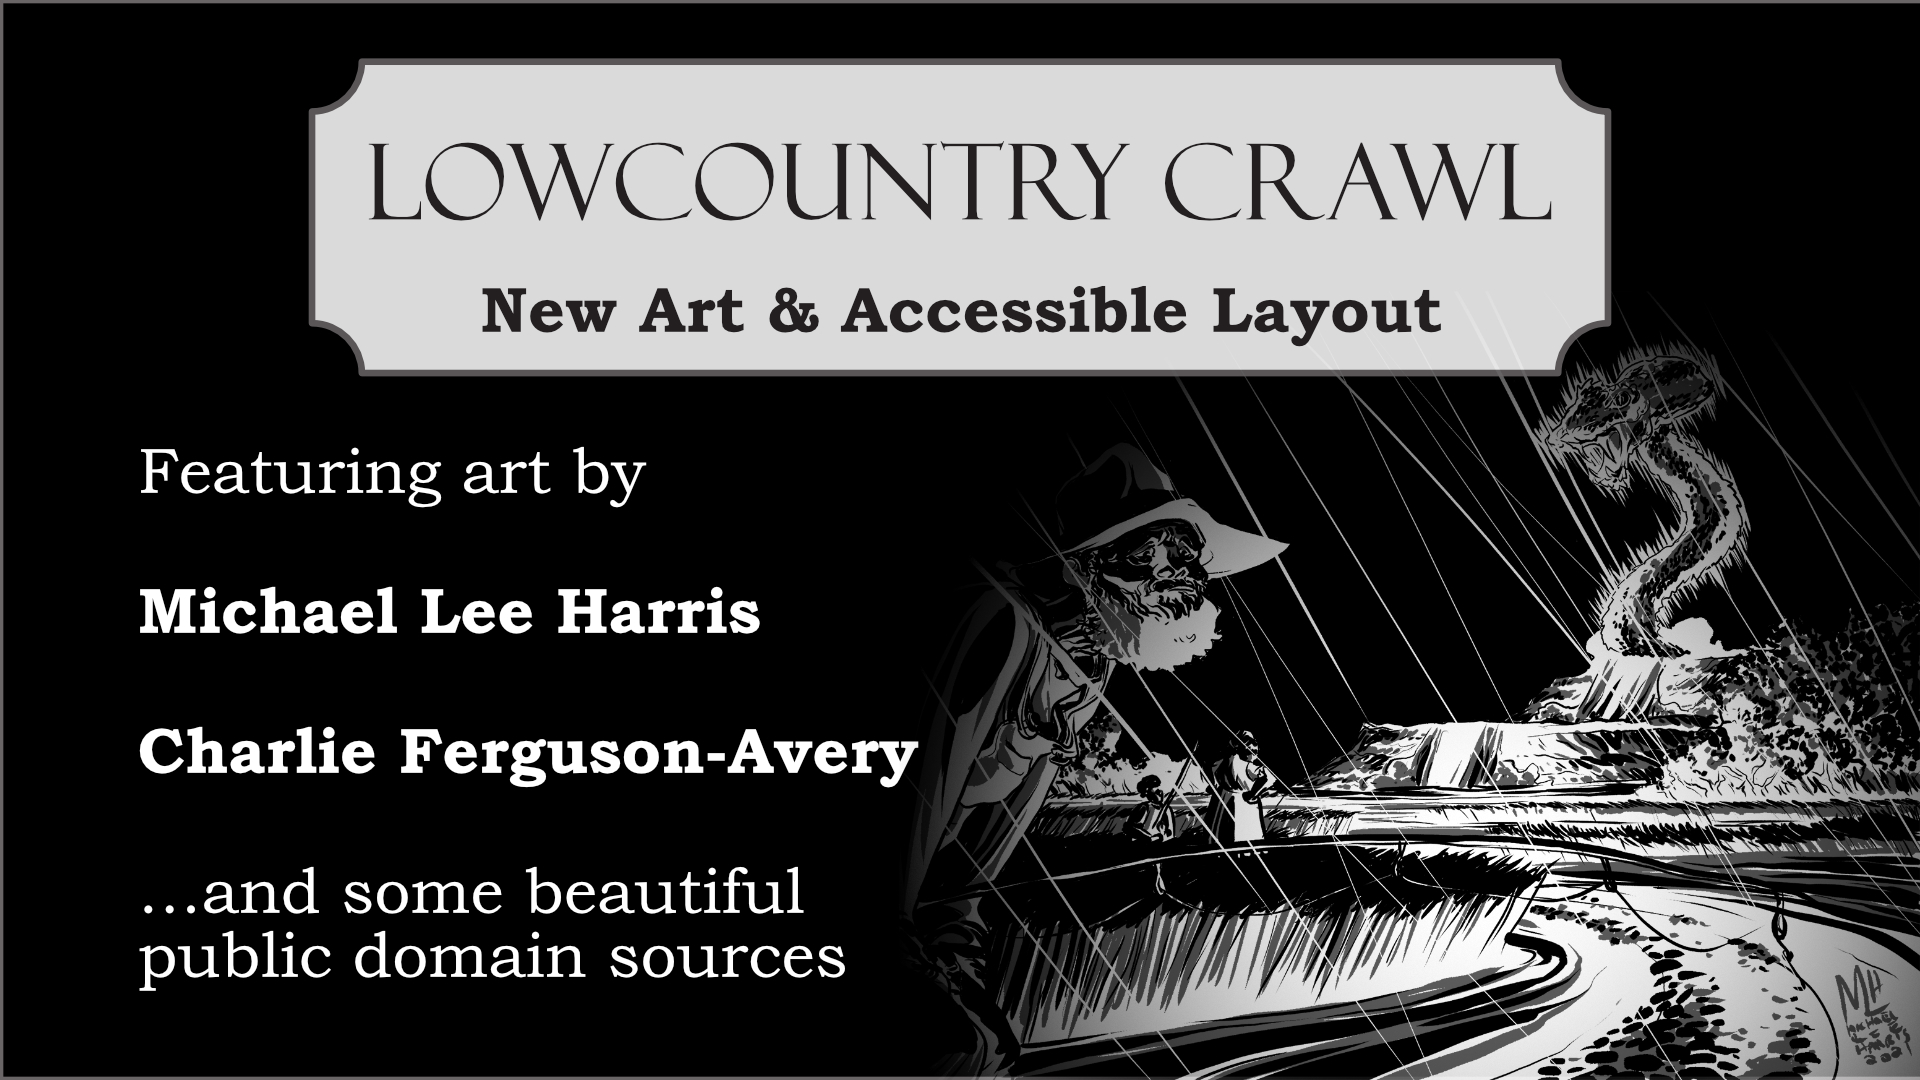 LOWCOUNTRY CRAWL
New Art & Accessible Layout
Featuring art by
Michael Lee Harris
Charlie Ferguson-Avery
...and some beautiful
public domain sources
MLH